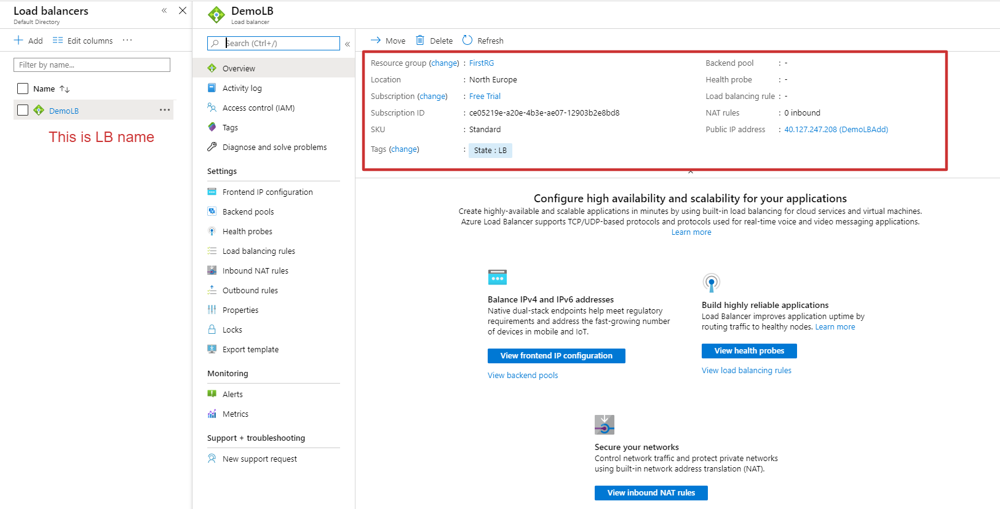 Load balancers
Default Directory
Add
Edit columns
Filter by name...
Name
DemoLB
This is LB name
DemoLB
Load balancer
Search (Ctrl+/)
Overview
Activity log
Access control (IAM)
Tags
Diagnose and solve problems
Settings
Frontend IP configuration
Backend pools
Health probes
Load balancing rules
Inbound NAT rules
Outbound rules
Properties
Locks
Export template
Monitoring
Alerts
Metrics
Support + troubleshooting
New support request
Move
Delete
Refresh
Resource group (change) : FirstRG
Location : North Europe
Subscription (change) : Free Trial
Subscription ID : ce05219e-a20e-4b3e-ae07-12903b2e8bd8
SKU : Standard
Tags (change) : State : LB
Backend pool : -
Health probe : -
Load balancing rule : -
NAT rules : 0 inbound
Public IP address : 40.127.247.208 (DemoLBAdd)
Configure high availability and scalability for your applications
Create highly-available and scalable applications in minutes by using built-in load balancing for cloud services and virtual machines.
Azure Load Balancer supports TCP/UDP-based protocols and protocols used for real-time voice and video messaging applications.
Learn more
Balance IPv4 and IPv6 addresses
Native dual-stack endpoints help meet regulatory
requirements and address the fast-growing number
of devices in mobile and IoT.
View frontend IP configuration
View backend pools
Build highly reliable applications
Load Balancer improves application uptime by
routing traffic to healthy nodes. Learn more
View health probes
View load balancing rules
Secure your networks
Control network traffic and protect private networks
using built-in network address translation (NAT).
View inbound NAT rules